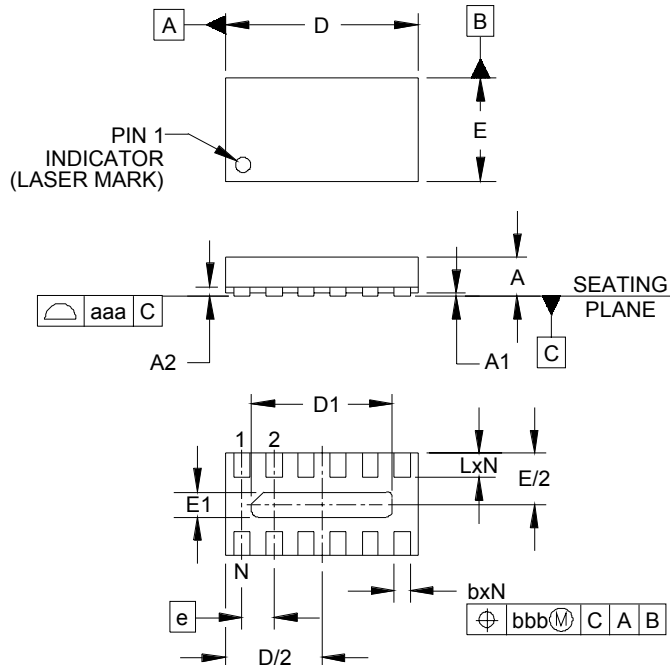 A
D
B
E
PIN 1
INDICATOR
(LASER MARK)
A
SEATING
PLANE
aaa C
A2
A1
C
D1
1 2
LxN
E/2
E1
N
bxN
e
bbb Ⓜ C A B
D/2